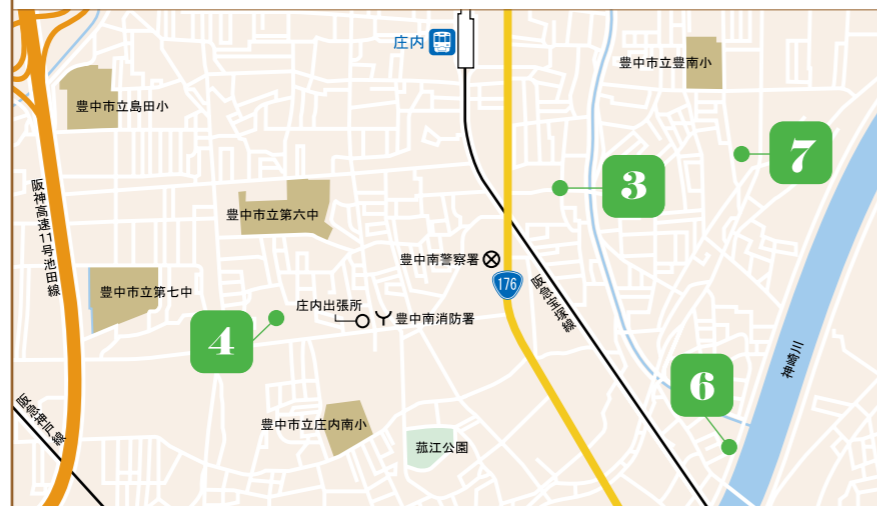 庄内
豊中市立豊南小
豊中市立島田小
7
3
阪神高速11号池田線
豊中市立第六中
豊中南警察署
176
阪急宝塚線
豊中市立第七中
庄内出張所
豊中南消防署
4
神崎川
6
阪急神戸線
豊中市立庄内南小
菰江公園